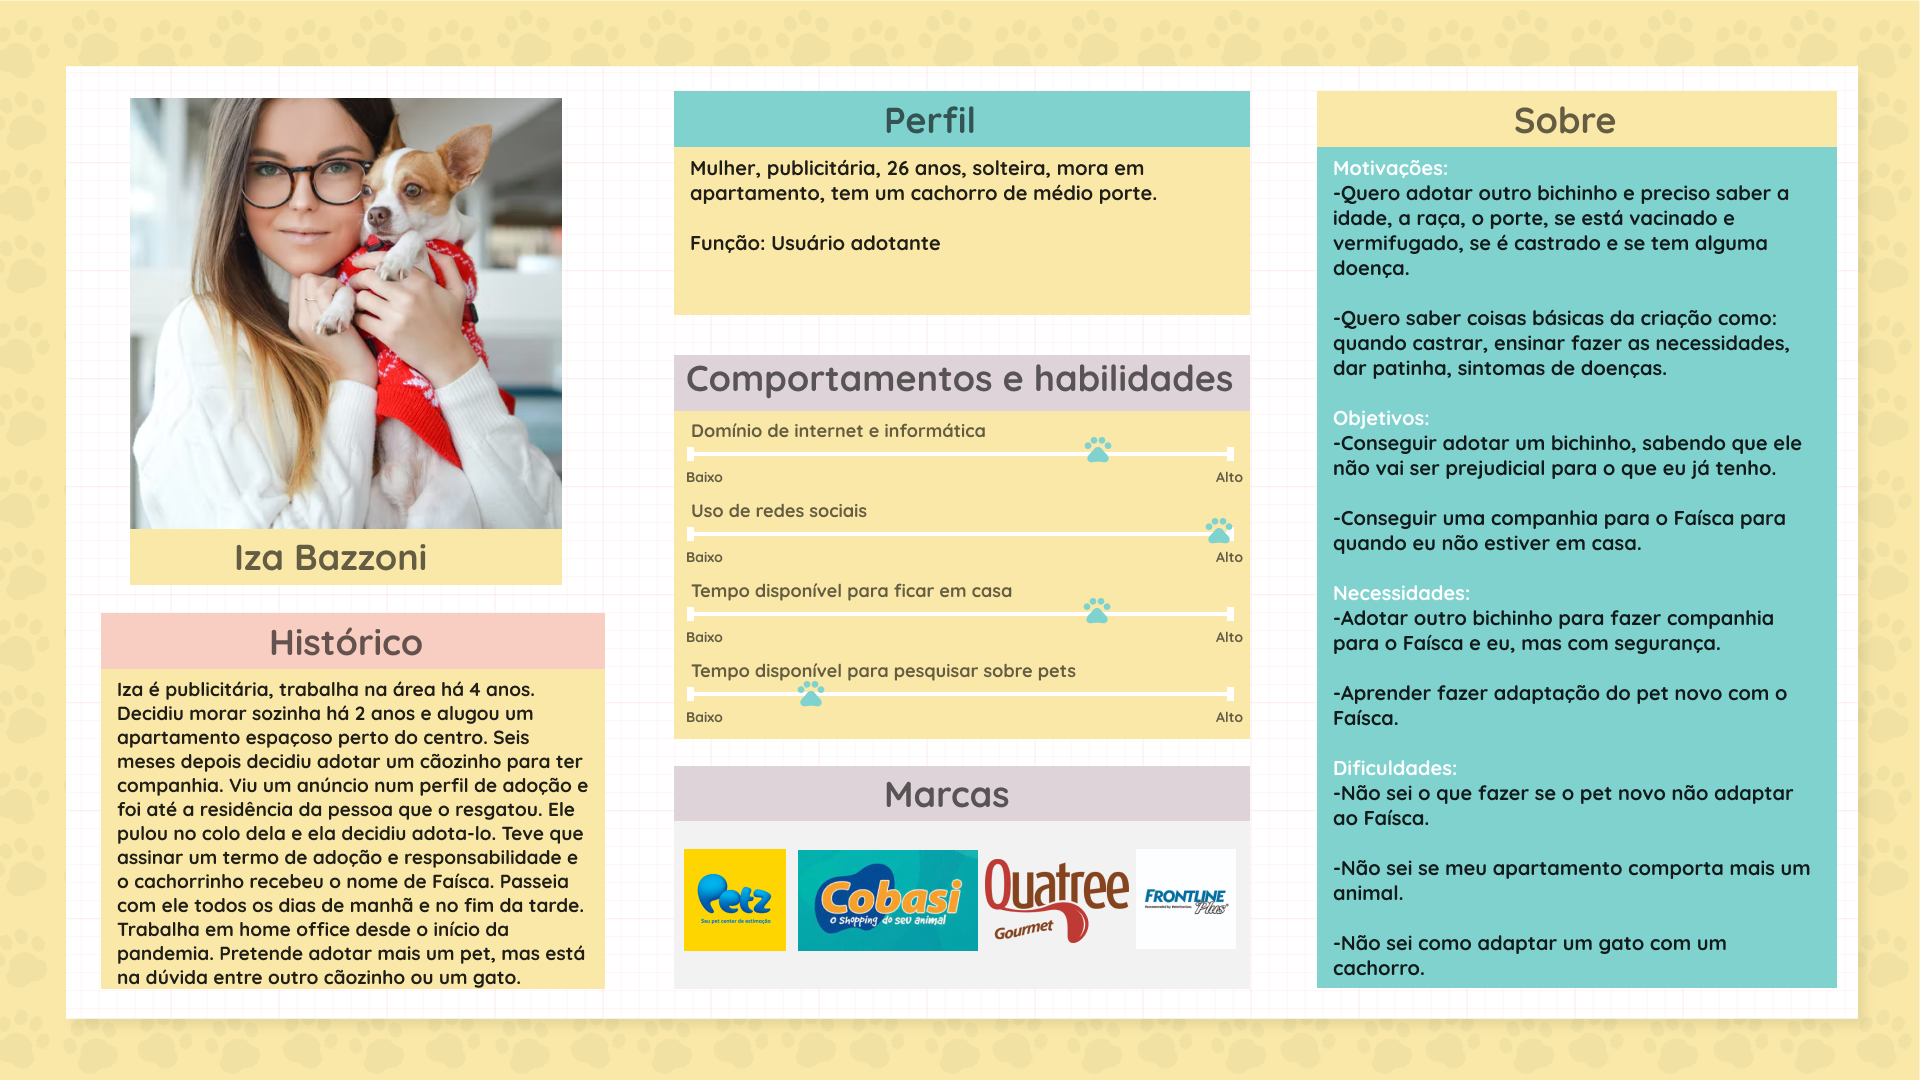 Iza Bazzoni
Histórico
Iza é publicitária, trabalha na área há 4 anos.
Decidiu morar sozinha há 2 anos e alugou um
apartamento espaçoso perto do centro. Seis
meses depois decidiu adotar um cãozinho para ter
companhia. Viu um anúncio num perfil de adoção e
foi até a residência da pessoa que o resgatou. Ele
pulou no colo dela e ela decidiu adota-lo. Teve que
assinar um termo de adoção e responsabilidade e
o cachorrinho recebeu o nome de Faísca. Passeia
com ele todos os dias de manhã e no fim da tarde.
Trabalha em home office desde o início da
pandemia. Pretende adotar mais um pet, mas está
na dúvida entre outro cãozinho ou um gato.
Perfil
Mulher, publicitária, 26 anos, solteira, mora em
apartamento, tem um cachorro de médio porte.
Função: Usuário adotante
Comportamentos e habilidades
Domínio de internet e informática
Baixo Alto
Uso de redes sociais
Baixo Alto
Tempo disponível para ficar em casa
Baixo Alto
Tempo disponível para pesquisar sobre pets
Baixo Alto
Marcas
Petz
Seu pet center de estimação
Cobasi
o Shopping do seu animal
Quatree
Gourmet
FRONTLINE
Plus
Sobre
Motivações:
-Quero adotar outro bichinho e preciso saber a
idade, a raça, o porte, se está vacinado e
vermifugado, se é castrado e se tem alguma
doença.
-Quero saber coisas básicas da criação como:
quando castrar, ensinar fazer as necessidades,
dar patinha, sintomas de doenças.
Objetivos:
-Conseguir adotar um bichinho, sabendo que ele
não vai ser prejudicial para o que eu já tenho.
-Conseguir uma companhia para o Faísca para
quando eu não estiver em casa.
Necessidades:
-Adotar outro bichinho para fazer companhia
para o Faísca e eu, mas com segurança.
-Aprender fazer adaptação do pet novo com o
Faísca.
Dificuldades:
-Não sei o que fazer se o pet novo não adaptar
ao Faísca.
-Não sei se meu apartamento comporta mais um
animal.
-Não sei como adaptar um gato com um
cachorro.